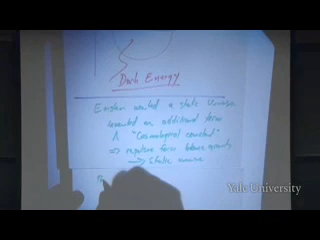 Dark Energy
Einstein wanted a static Universe
invented an additional term
Λ "Cosmological constant"
⇒ repulsive force balances gravity
→ static universe
Yale University